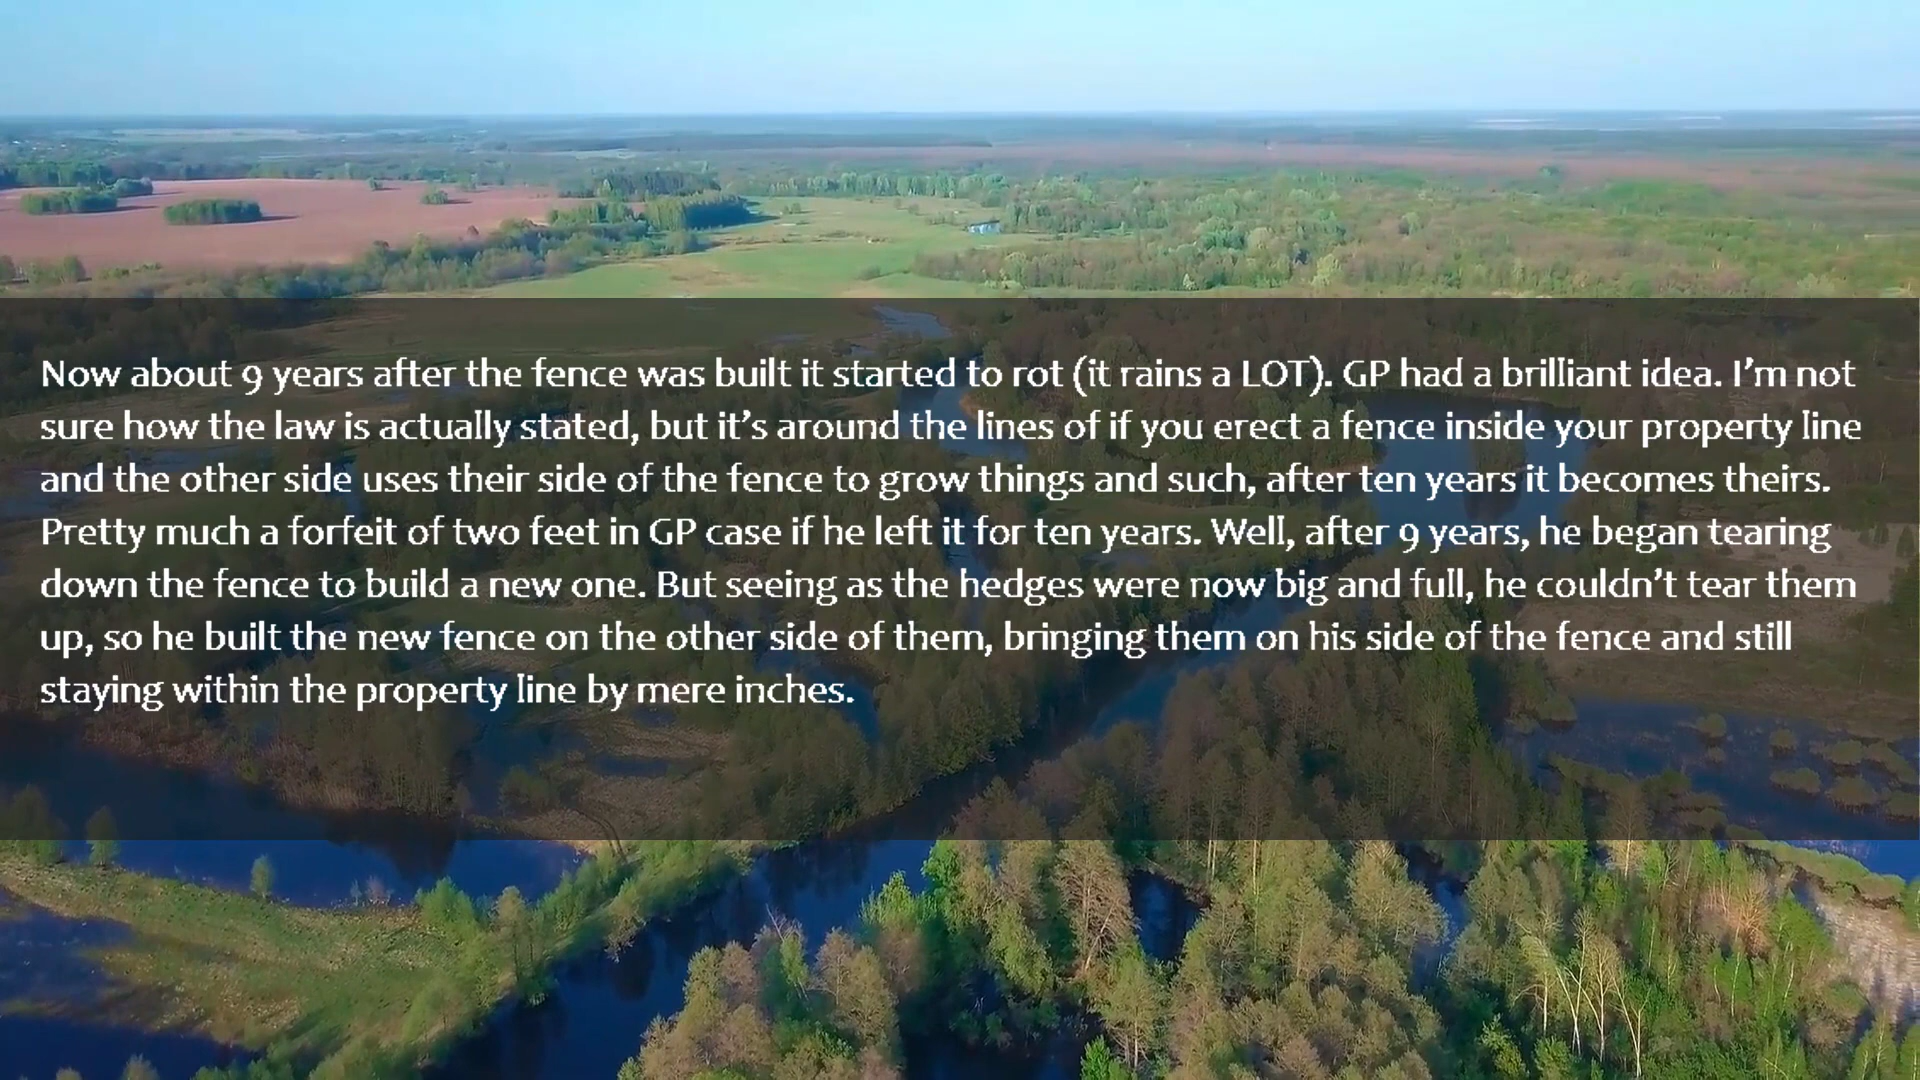 Now about 9 years after the fence was built it started to rot (it rains a LOT). GP had a brilliant idea. I'm not
sure how the law is actually stated, but it's around the lines of if you erect a fence inside your property line
and the other side uses their side of the fence to grow things and such, after ten years it becomes theirs.
Pretty much a forfeit of two feet in GP case if he left it for ten years. Well, after 9 years, he began tearing
down the fence to build a new one. But seeing as the hedges were now big and full, he couldn't tear them
up, so he built the new fence on the other side of them, bringing them on his side of the fence and still
staying within the property line by mere inches.